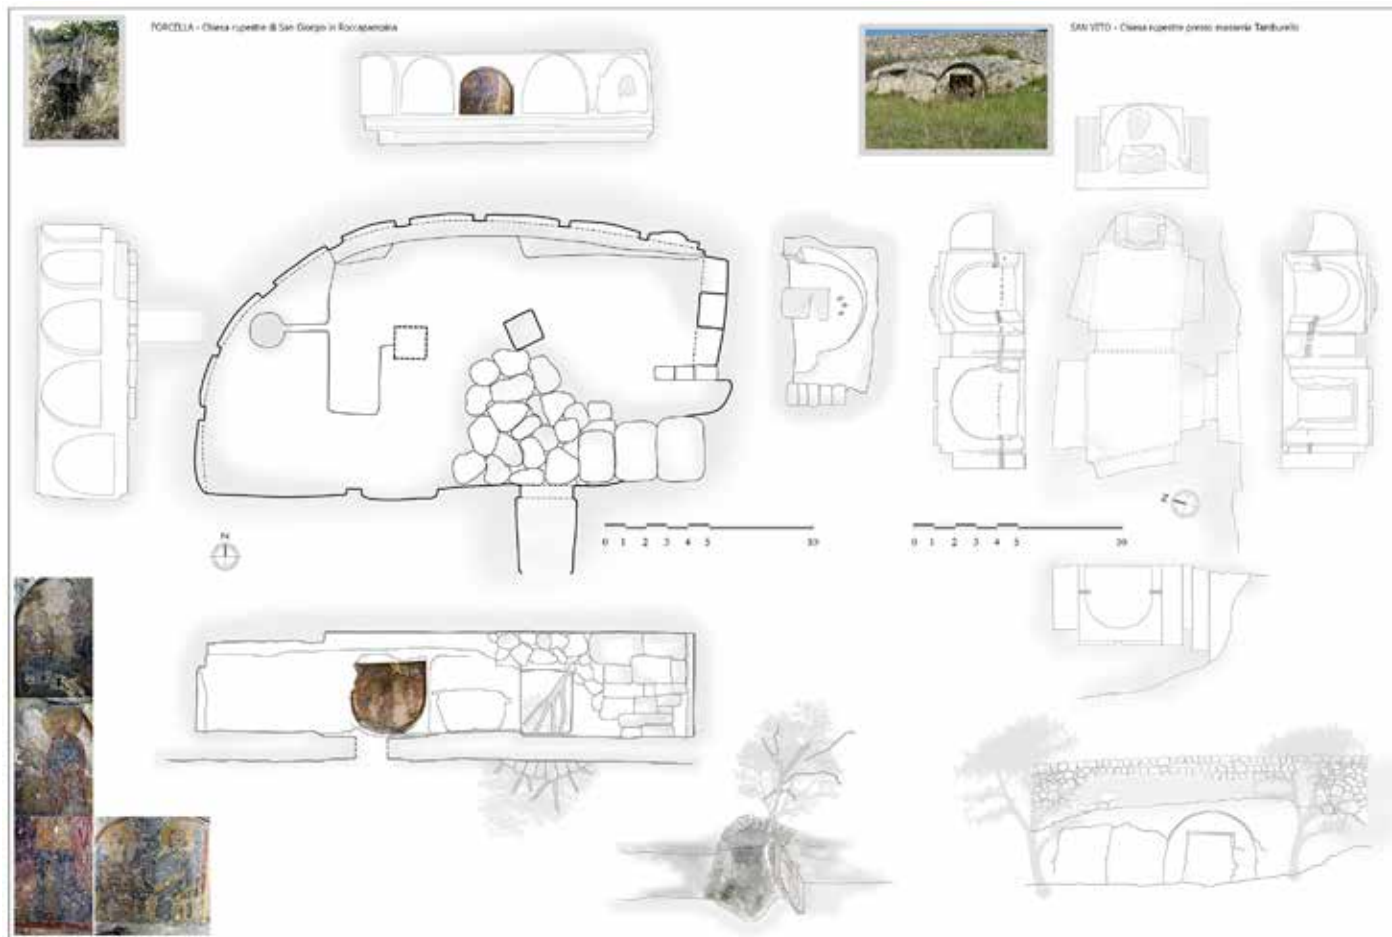 FORCELLA - Chiesa rupestre di San Giorgio in Roccapampina
SAN VITO - Chiesa rupestre presso masseria Tamburello
N
0 1 2 3 4 5 10
N
0 1 2 3 4 5 10